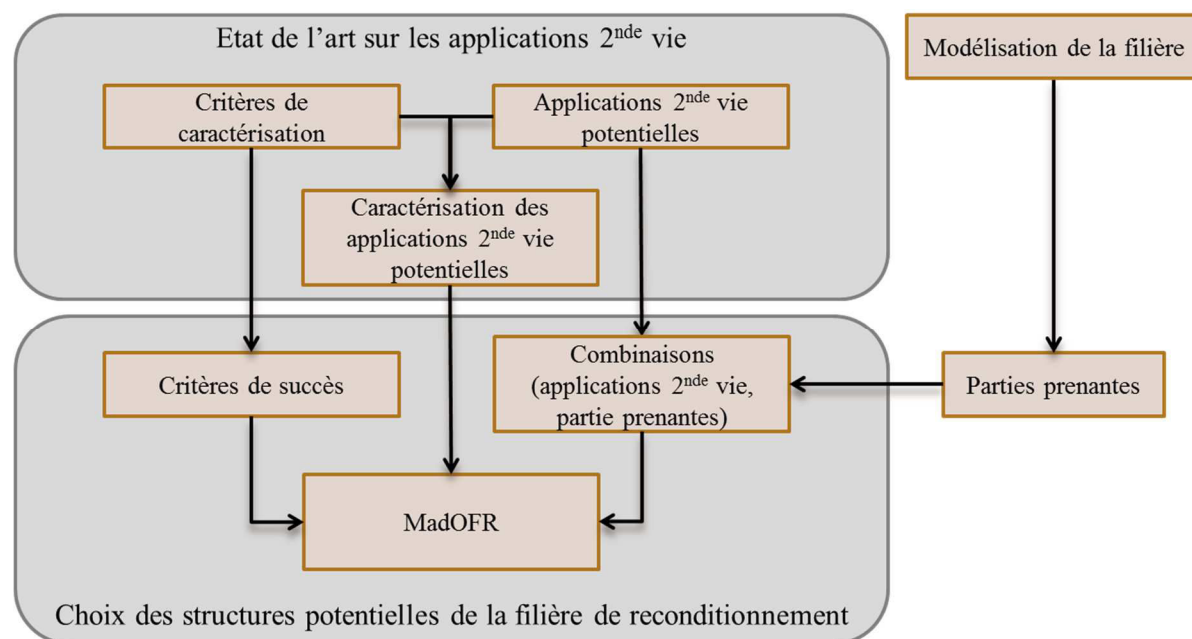 Etat de l’art sur les applications 2nde vie
Modélisation de la filière
Critères de
caractérisation
Applications 2nde vie
potentielles
Caractérisation des
applications 2nde vie
potentielles
Critères de succès
Combinaisons
(applications 2nde vie,
partie prenantes)
Parties prenantes
MadOFR
Choix des structures potentielles de la filière de reconditionnement